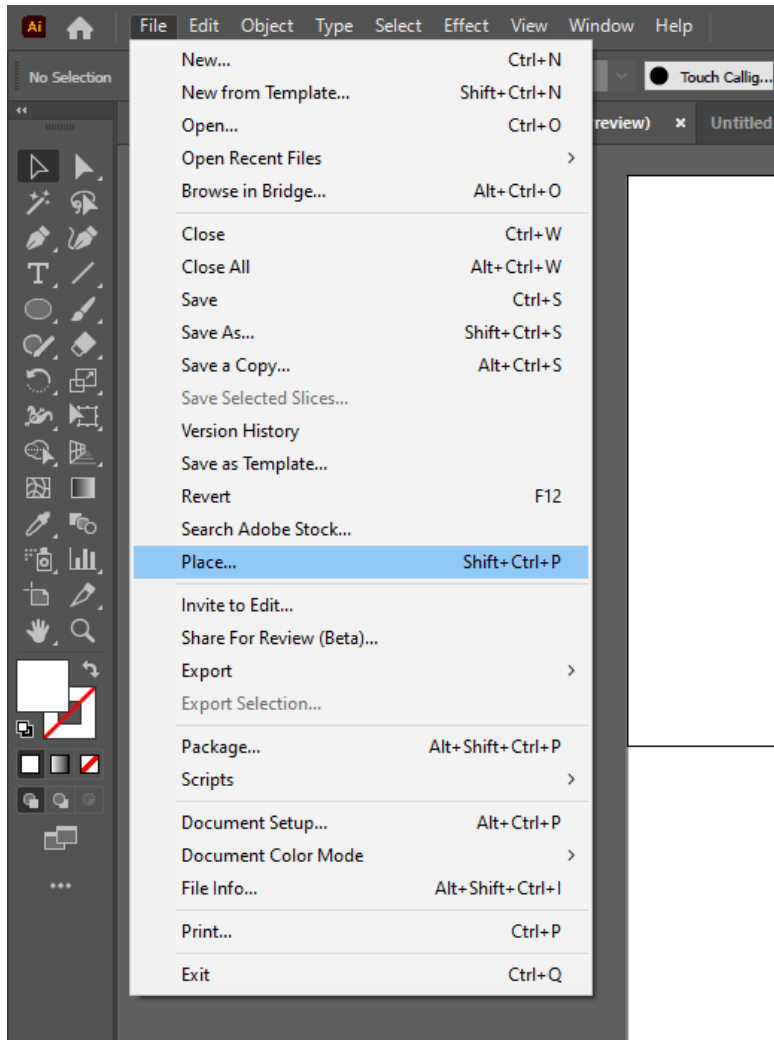 Ai File Edit Object Type Select Effect View Window Help
No Selection
Touch Callig...
review) × Untitled
New... Ctrl+N
New from Template... Shift+Ctrl+N
Open... Ctrl+O
Open Recent Files
Browse in Bridge... Alt+Ctrl+O
Close Ctrl+W
Close All Alt+Ctrl+W
Save Ctrl+S
Save As... Shift+Ctrl+S
Save a Copy... Alt+Ctrl+S
Save Selected Slices...
Version History
Save as Template...
Revert F12
Search Adobe Stock...
Place... Shift+Ctrl+P
Invite to Edit...
Share For Review (Beta)...
Export
Export Selection...
Package... Alt+Shift+Ctrl+P
Scripts
Document Setup... Alt+Ctrl+P
Document Color Mode
File Info... Alt+Shift+Ctrl+I
Print... Ctrl+P
Exit Ctrl+Q